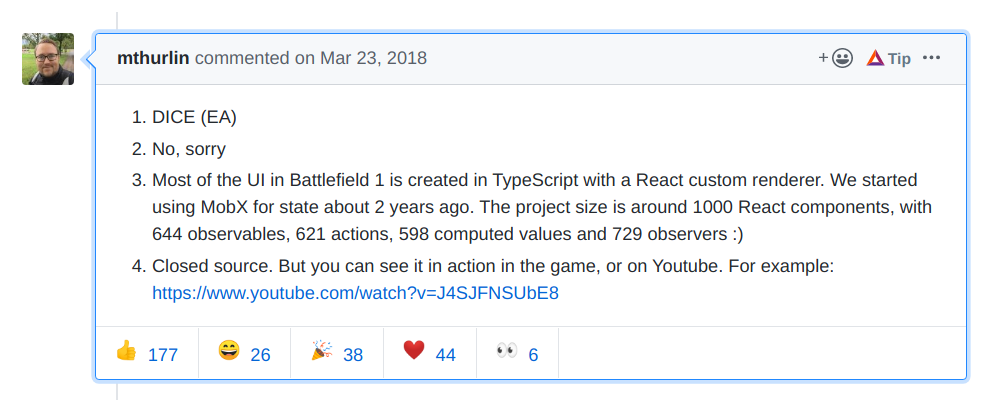 mthurlin commented on Mar 23, 2018
+ Tip ...
1. DICE (EA)
2. No, sorry
3. Most of the UI in Battlefield 1 is created in TypeScript with a React custom renderer. We started
using MobX for state about 2 years ago. The project size is around 1000 React components, with
644 observables, 621 actions, 598 computed values and 729 observers :)
4. Closed source. But you can see it in action in the game, or on Youtube. For example:
https://www.youtube.com/watch?v=J4SJFNSUbE8
👍 177 😄 26 🎉 38 ❤️ 44 👀 6